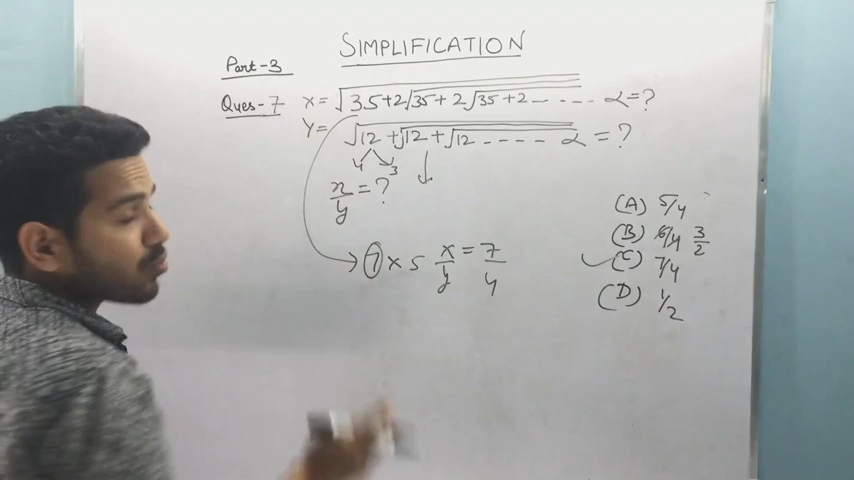 SIMPLIFICATION
Part-3
Ques-7 x = √35+2√35+2√35+2---- α=?
Y = √12+√12+√12---- α = ?
4 3
x/y = ?
7 × 5 x/y = 7/4
(A) 5/4
(B) 6/4 3/2
(C) 7/4
(D) 1/2